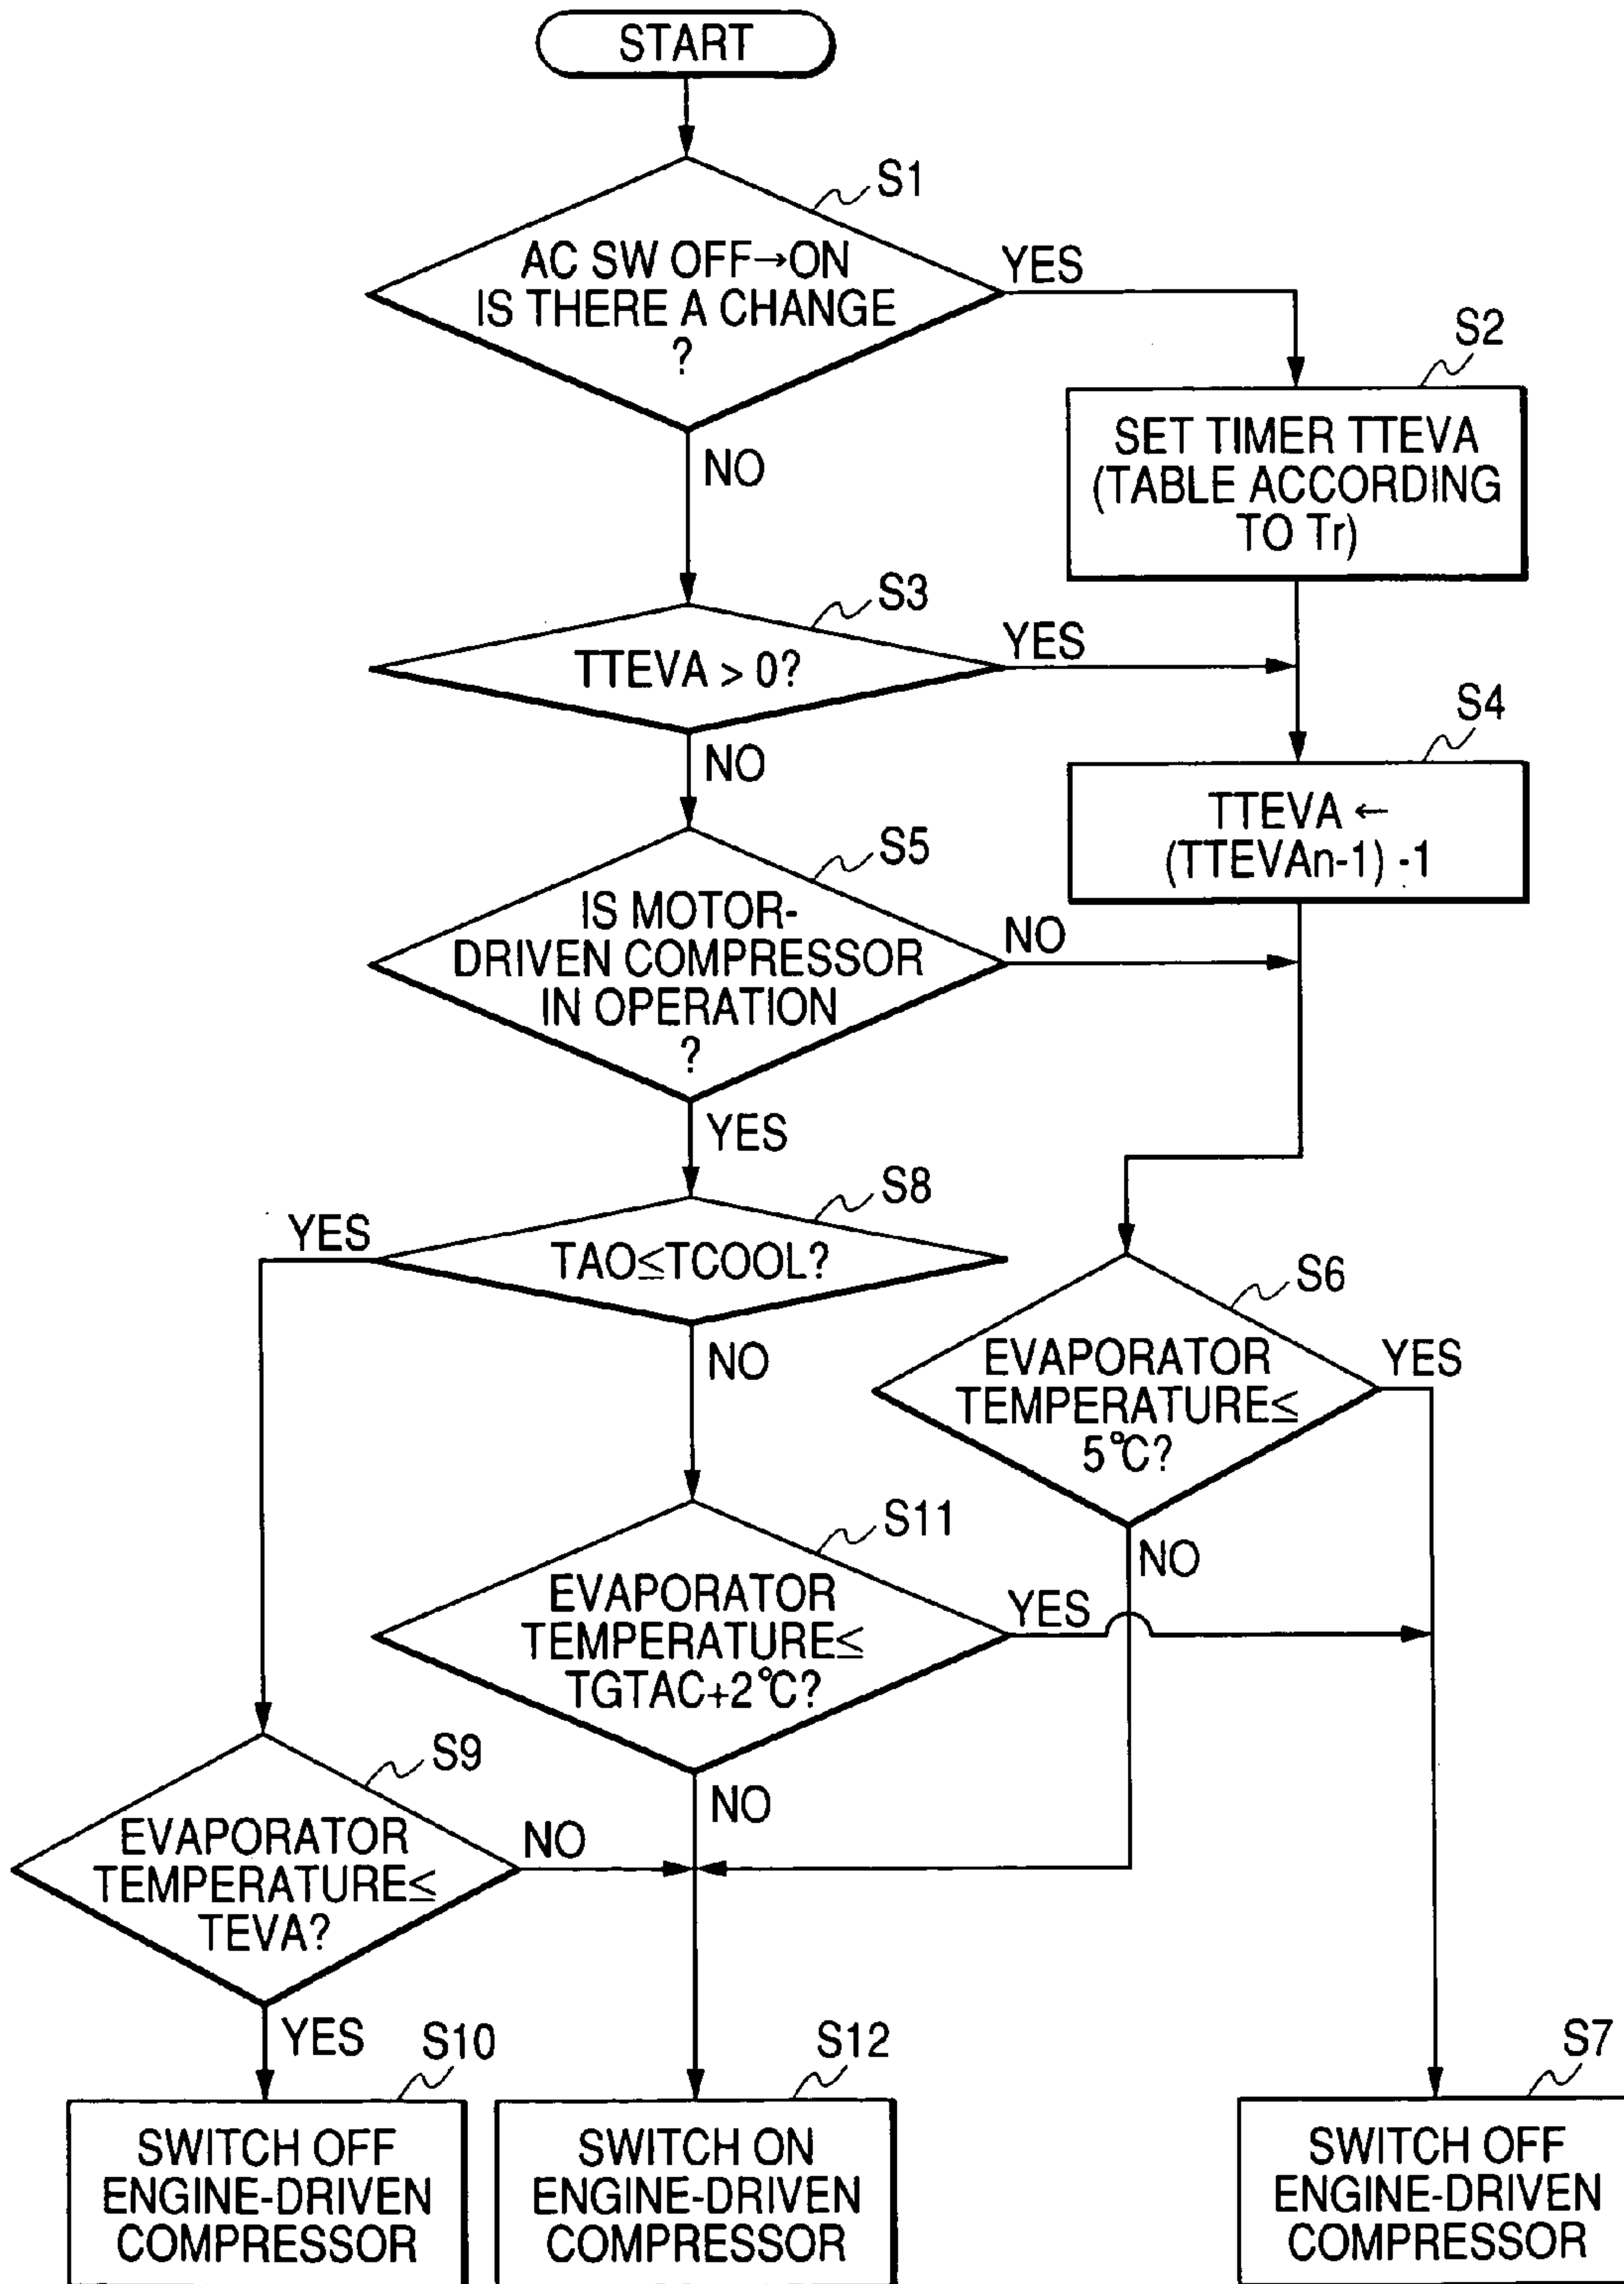 START
S1
AC SW OFF→ON
IS THERE A CHANGE
?
YES
NO
S2
SET TIMER TTEVA
(TABLE ACCORDING
TO Tr)
S3
TTEVA > 0?
YES
NO
S4
TTEVA ←
(TTEVAn-1) -1
S5
IS MOTOR-
DRIVEN COMPRESSOR
IN OPERATION
?
NO
YES
S8
TAO≤TCOOL?
YES
NO
S6
EVAPORATOR
TEMPERATURE≤
5°C?
YES
NO
S11
EVAPORATOR
TEMPERATURE≤
TGTAC+2°C?
YES
NO
S9
EVAPORATOR
TEMPERATURE≤
TEVA?
NO
YES
S10
SWITCH OFF
ENGINE-DRIVEN
COMPRESSOR
S12
SWITCH ON
ENGINE-DRIVEN
COMPRESSOR
S7
SWITCH OFF
ENGINE-DRIVEN
COMPRESSOR